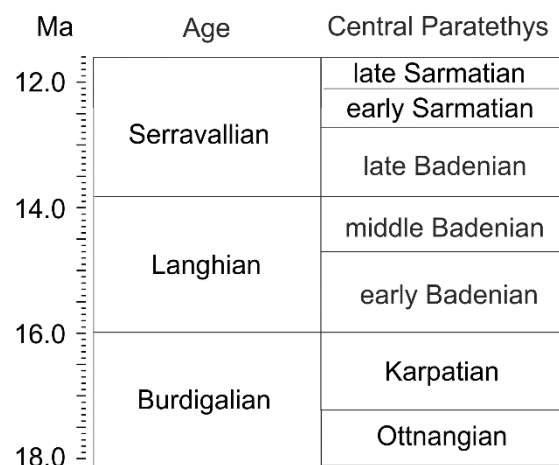 Ma Age Central Paratethys
12.0
14.0
16.0
18.0
Serravallian
Langhian
Burdigalian
late Sarmatian
early Sarmatian
late Badenian
middle Badenian
early Badenian
Karpatian
Ottnangian